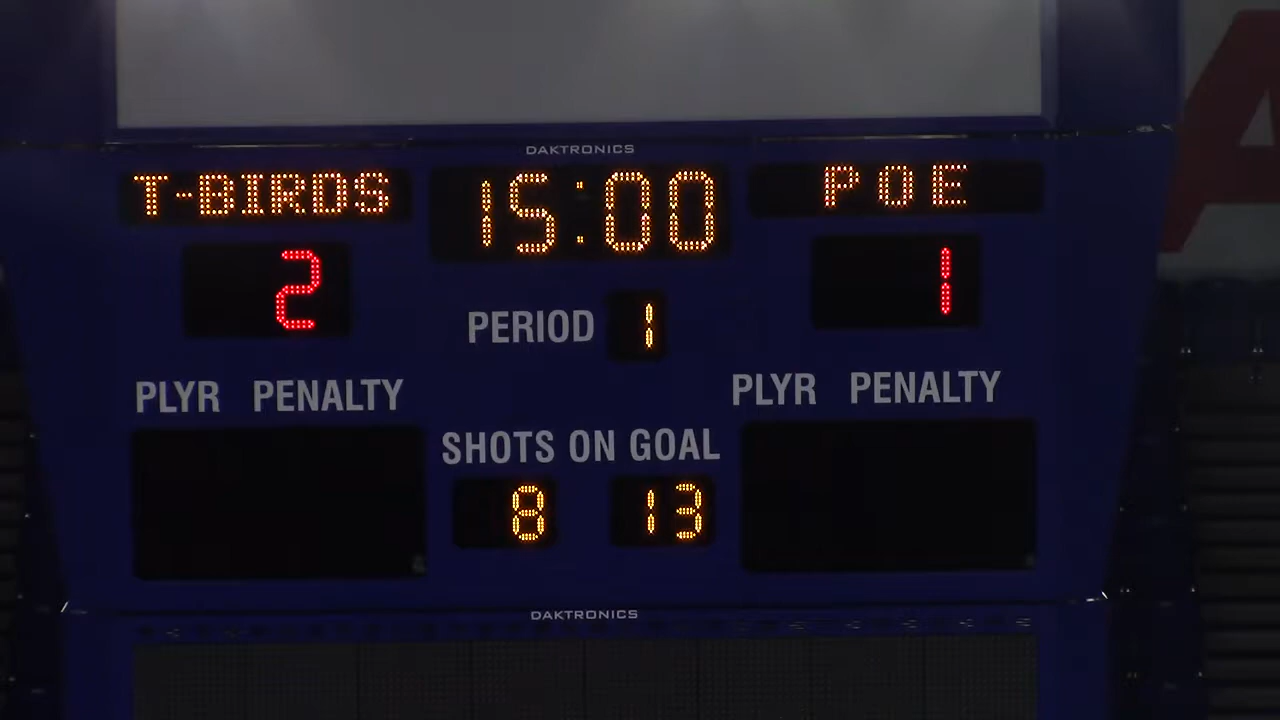 DAKTRONICS
T-BIRDS 15:00 POE
2 1
PERIOD 1
PLYR PENALTY PLYR PENALTY
SHOTS ON GOAL
8 13
DAKTRONICS
A